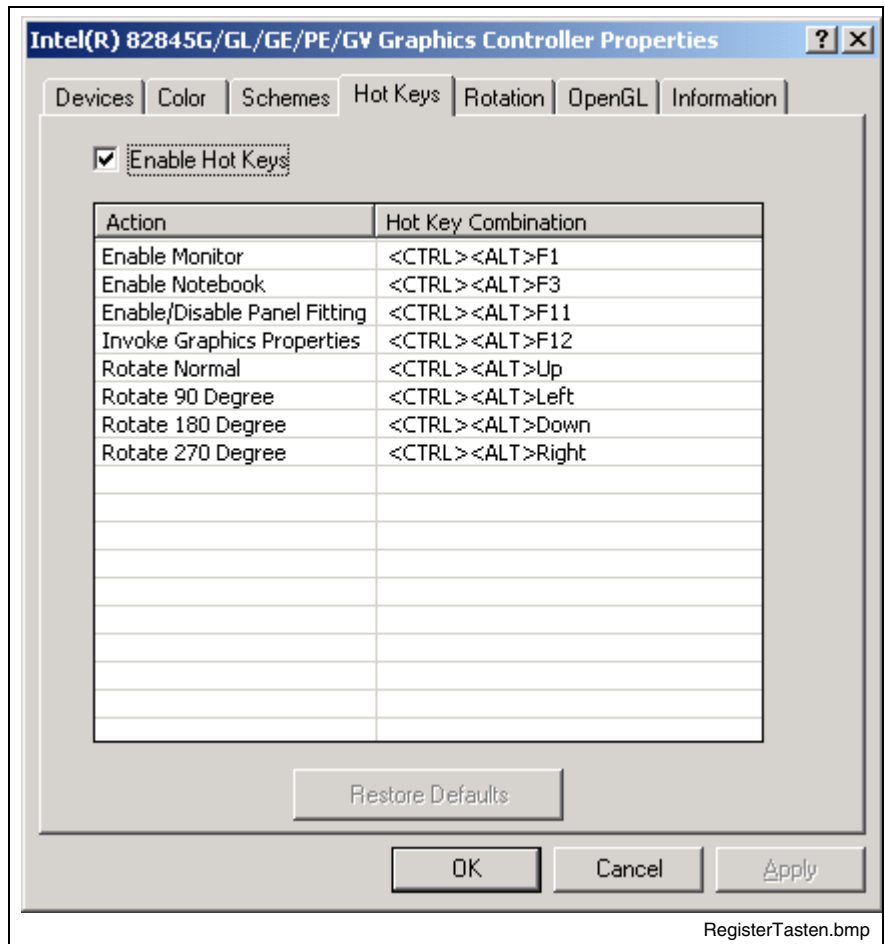 Intel(R) 82845G/GL/GE/PE/GV Graphics Controller Properties ? X
Devices Color Schemes Hot Keys Rotation OpenGL Information
Enable Hot Keys
Action Hot Key Combination
Enable Monitor <CTRL><ALT>F1
Enable Notebook <CTRL><ALT>F3
Enable/Disable Panel Fitting <CTRL><ALT>F11
Invoke Graphics Properties <CTRL><ALT>F12
Rotate Normal <CTRL><ALT>Up
Rotate 90 Degree <CTRL><ALT>Left
Rotate 180 Degree <CTRL><ALT>Down
Rotate 270 Degree <CTRL><ALT>Right
Restore Defaults
OK Cancel Apply
RegisterTasten.bmp